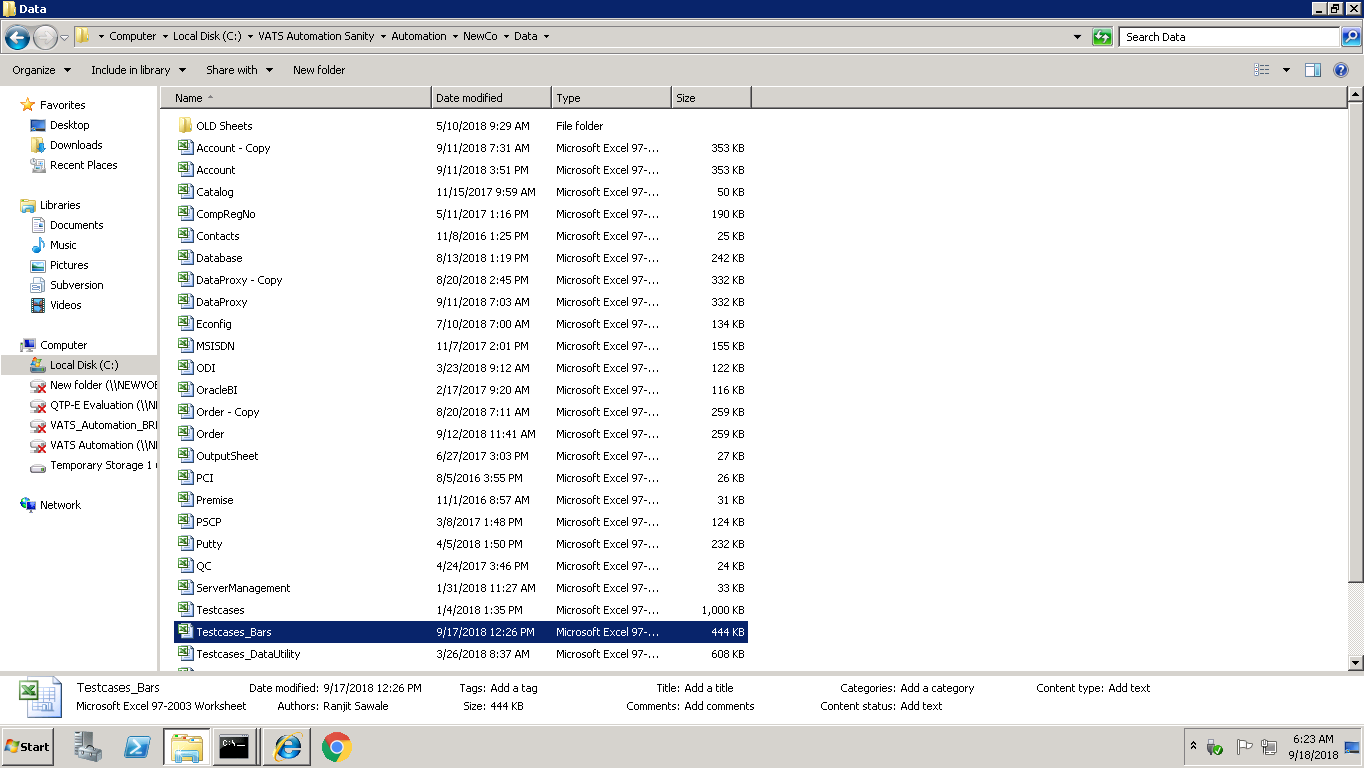 Data
Computer Local Disk (C:) VATS Automation Sanity Automation NewCo Data Search Data
Organize Include in library Share with New folder
Name Date modified Type Size
Favorites
Desktop
Downloads
Recent Places
Libraries
Documents
Music
Pictures
Subversion
Videos
Computer
Local Disk (C:)
New folder (\\NEWVOE
QTP-E Evaluation (\\NI
VATS_Automation_BRI
VATS Automation (\\NI
Temporary Storage 1
Network
OLD Sheets 5/10/2018 9:29 AM File folder
Account - Copy 9/11/2018 7:31 AM Microsoft Excel 97-... 353 KB
Account 9/11/2018 3:51 PM Microsoft Excel 97-... 353 KB
Catalog 11/15/2017 9:59 AM Microsoft Excel 97-... 50 KB
CompRegNo 5/11/2017 1:16 PM Microsoft Excel 97-... 190 KB
Contacts 11/8/2016 1:25 PM Microsoft Excel 97-... 25 KB
Database 8/13/2018 1:19 PM Microsoft Excel 97-... 242 KB
DataProxy - Copy 8/20/2018 2:45 PM Microsoft Excel 97-... 332 KB
DataProxy 9/11/2018 7:03 AM Microsoft Excel 97-... 332 KB
Econfig 7/10/2018 7:00 AM Microsoft Excel 97-... 134 KB
MSISDN 11/7/2017 2:01 PM Microsoft Excel 97-... 155 KB
ODI 3/23/2018 9:12 AM Microsoft Excel 97-... 122 KB
OracleBI 2/17/2017 9:20 AM Microsoft Excel 97-... 116 KB
Order - Copy 8/20/2018 7:11 AM Microsoft Excel 97-... 259 KB
Order 9/12/2018 11:41 AM Microsoft Excel 97-... 259 KB
OutputSheet 6/27/2017 3:03 PM Microsoft Excel 97-... 27 KB
PCI 8/5/2016 3:55 PM Microsoft Excel 97-... 26 KB
Premise 11/1/2016 8:57 AM Microsoft Excel 97-... 31 KB
PSCP 3/8/2017 1:48 PM Microsoft Excel 97-... 124 KB
Putty 4/5/2018 1:50 PM Microsoft Excel 97-... 232 KB
QC 4/24/2017 3:46 PM Microsoft Excel 97-... 24 KB
ServerManagement 1/31/2018 11:27 AM Microsoft Excel 97-... 33 KB
Testcases 1/4/2018 1:35 PM Microsoft Excel 97-... 1,000 KB
Testcases_Bars 9/17/2018 12:26 PM Microsoft Excel 97-... 444 KB
Testcases_DataUtility 3/26/2018 8:37 AM Microsoft Excel 97-... 608 KB
Testcases_Bars Date modified: 9/17/2018 12:26 PM Tags: Add a tag Title: Add a title Categories: Add a category Content type: Add text
Microsoft Excel 97-2003 Worksheet Authors: Ranjit Sawale Size: 444 KB Comments: Add comments Content status: Add text
Start
C:\_
6:23 AM
9/18/2018